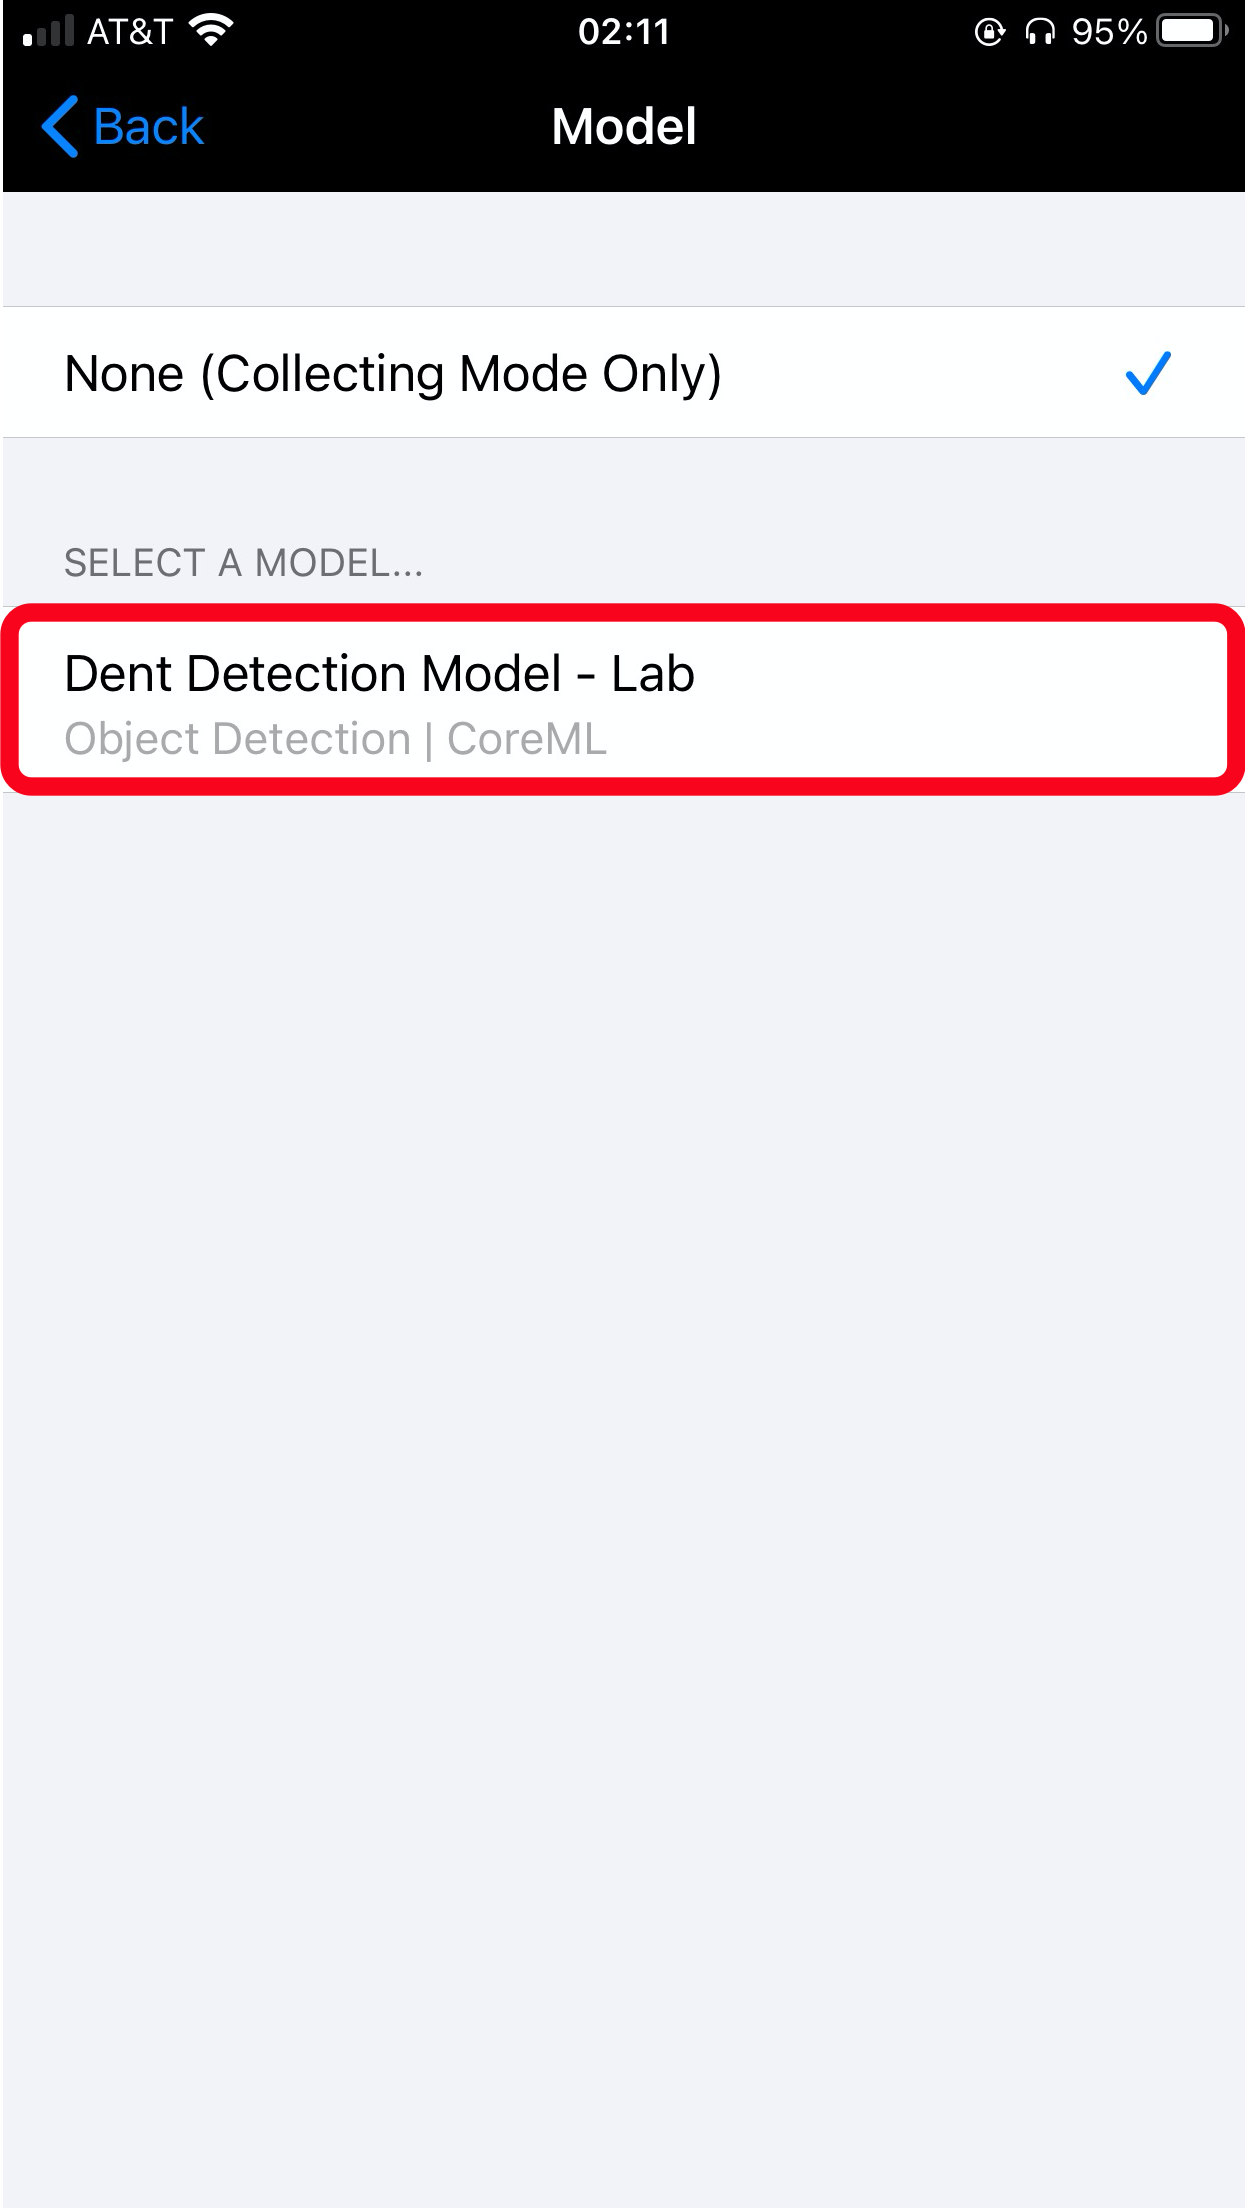 AT&T 02:11 95%
Back Model
None (Collecting Mode Only)
SELECT A MODEL...
Dent Detection Model - Lab
Object Detection | CoreML